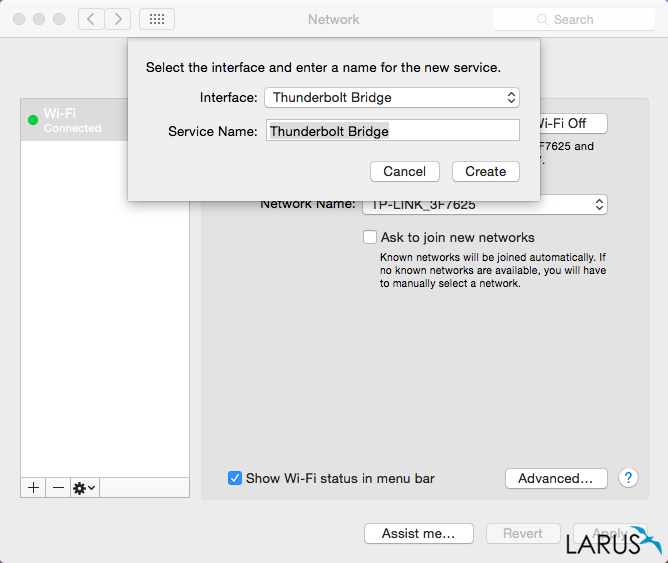 Network
Search
Select the interface and enter a name for the new service.
Interface: Thunderbolt Bridge
Service Name: Thunderbolt Bridge
Cancel
Create
Wi-Fi
Connected
Wi-Fi Off
F7625 and
Network Name: TP-LINK_3F7625
Ask to join new networks
Known networks will be joined automatically. If
no known networks are available, you will have
to manually select a network.
Show Wi-Fi status in menu bar
Advanced...
?
Assist me...
Revert
Apply
LARUS